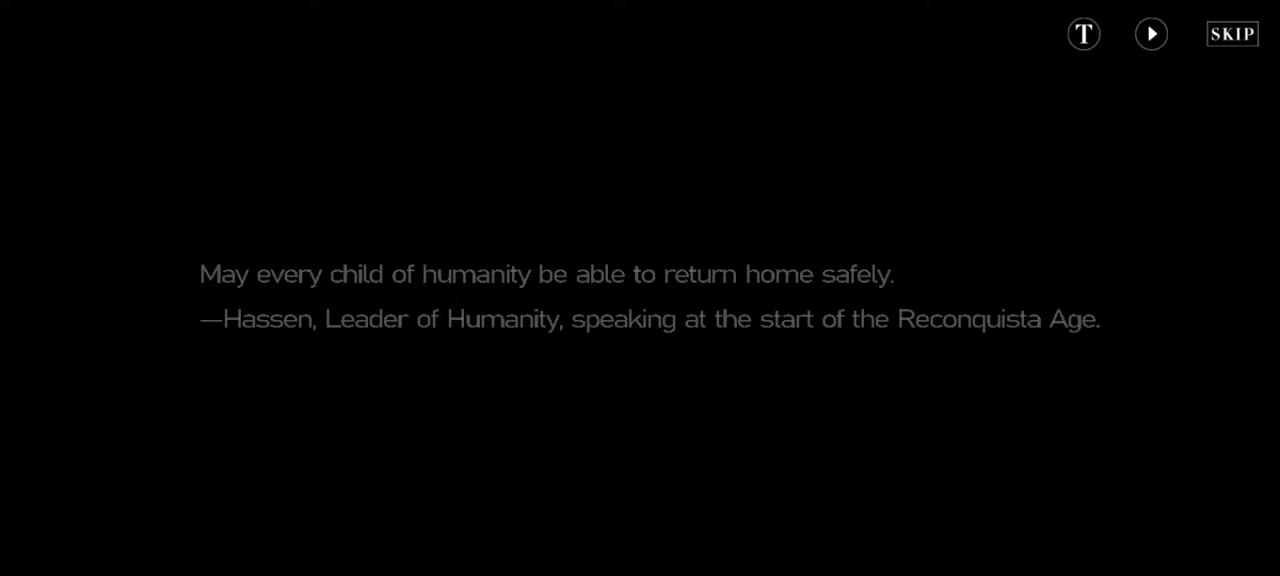 T
SKIP
May every child of humanity be able to return home safely.
—Hassen, Leader of Humanity, speaking at the start of the Reconquista Age.